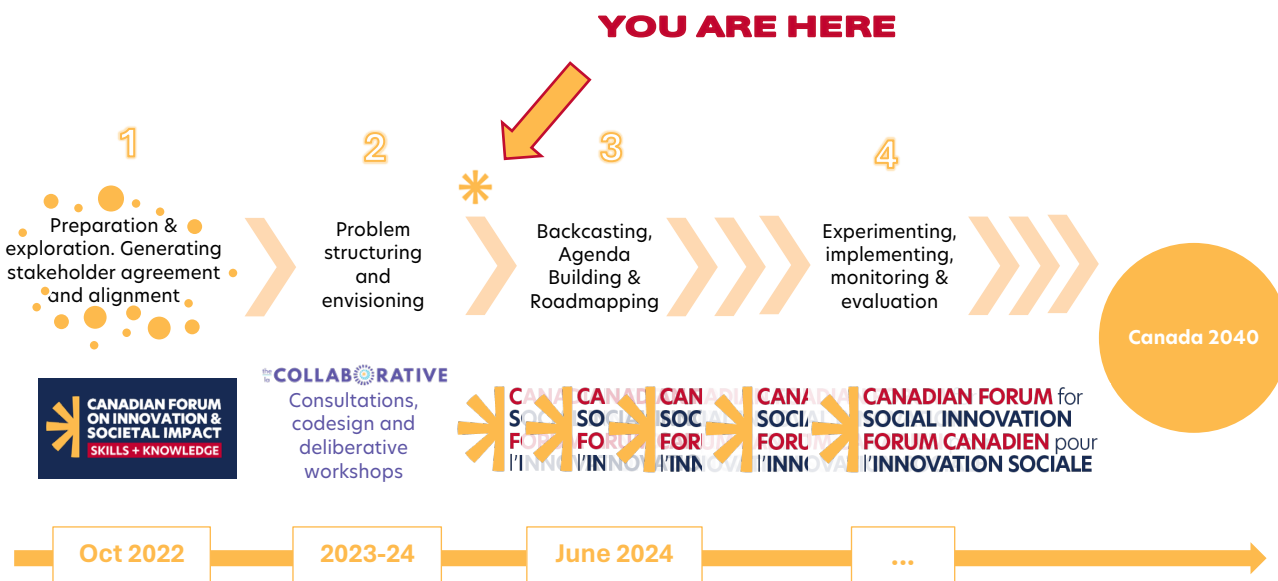 YOU ARE HERE
1
2
3
4
Preparation &
exploration. Generating
stakeholder agreement
and alignment
Problem
structuring
and
envisioning
Backcasting,
Agenda
Building &
Roadmapping
Experimenting,
implementing,
monitoring &
evaluation
Canada 2040
CANADIAN FORUM
ON INNOVATION &
SOCIETAL IMPACT
SKILLS + KNOWLEDGE
COLLABORATIVE
Consultations,
codesign and
deliberative
workshops
CANADIAN FORUM for
SOCIAL INNOVATION
FORUM CANADIEN pour
l'INNOVATION SOCIALE
Oct 2022
2023-24
June 2024
...